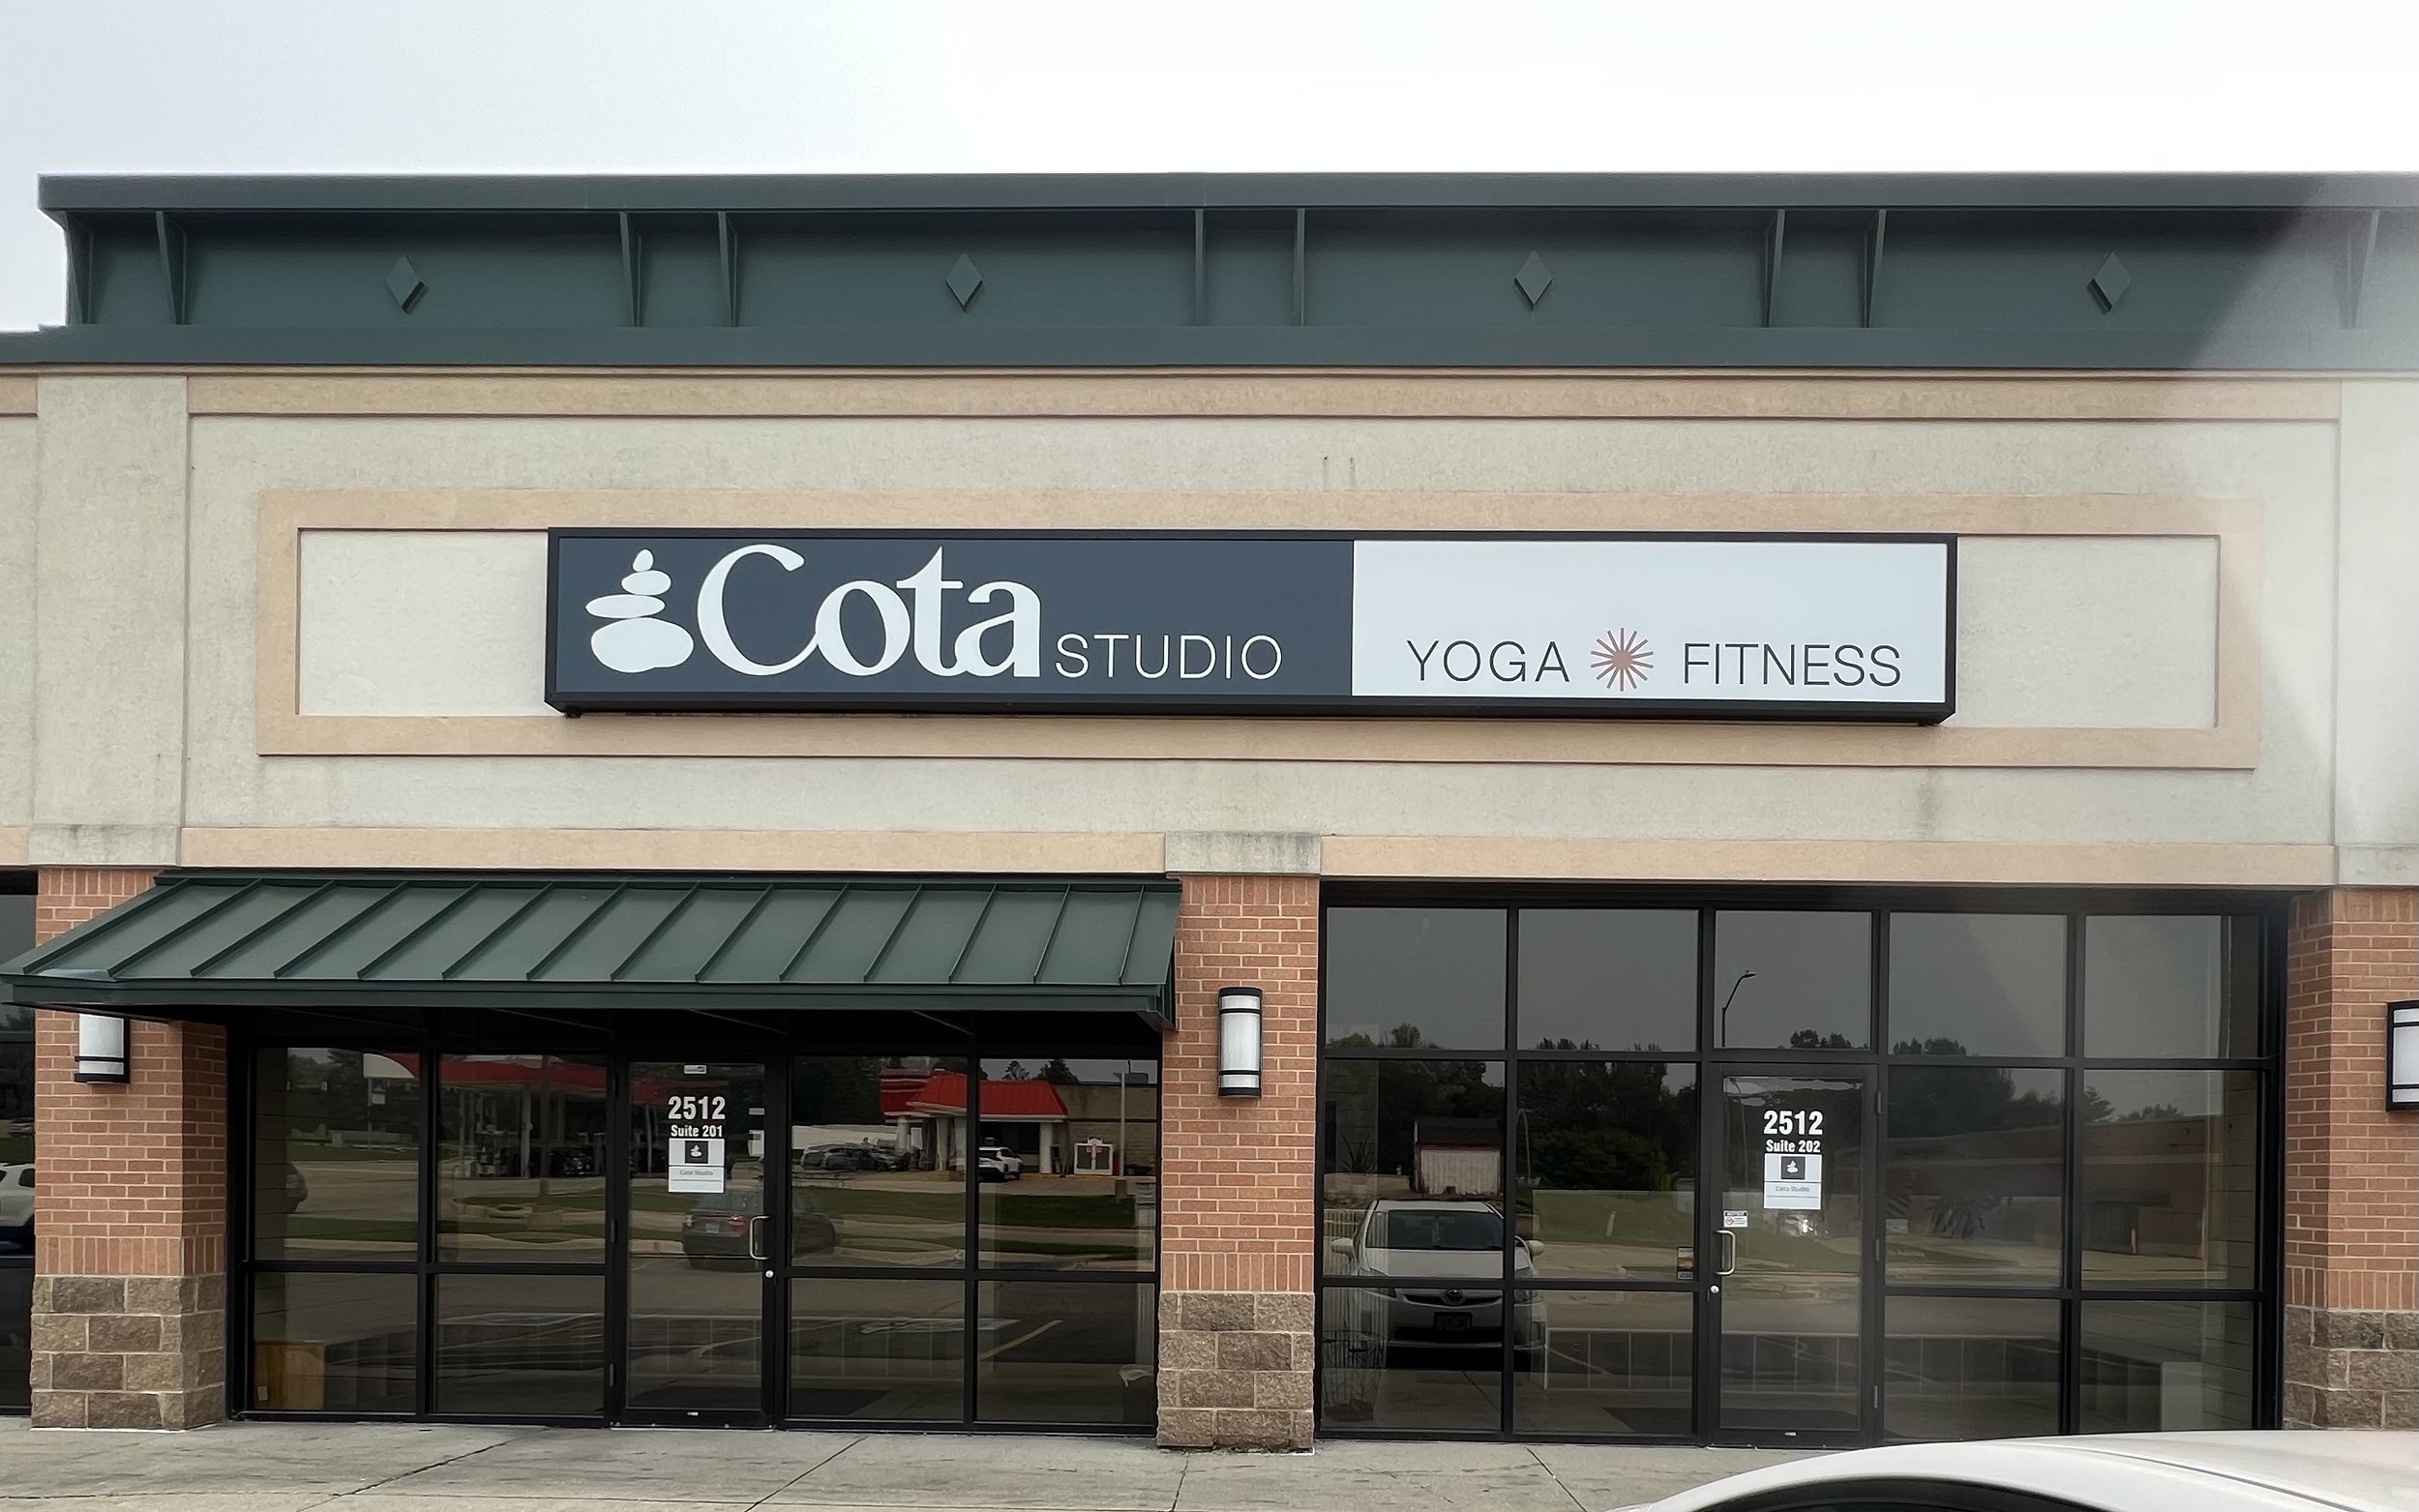 Cota STUDIO
YOGA FITNESS
2512
Suite 201
Cota Studio
2512
Suite 202
Cota Studio